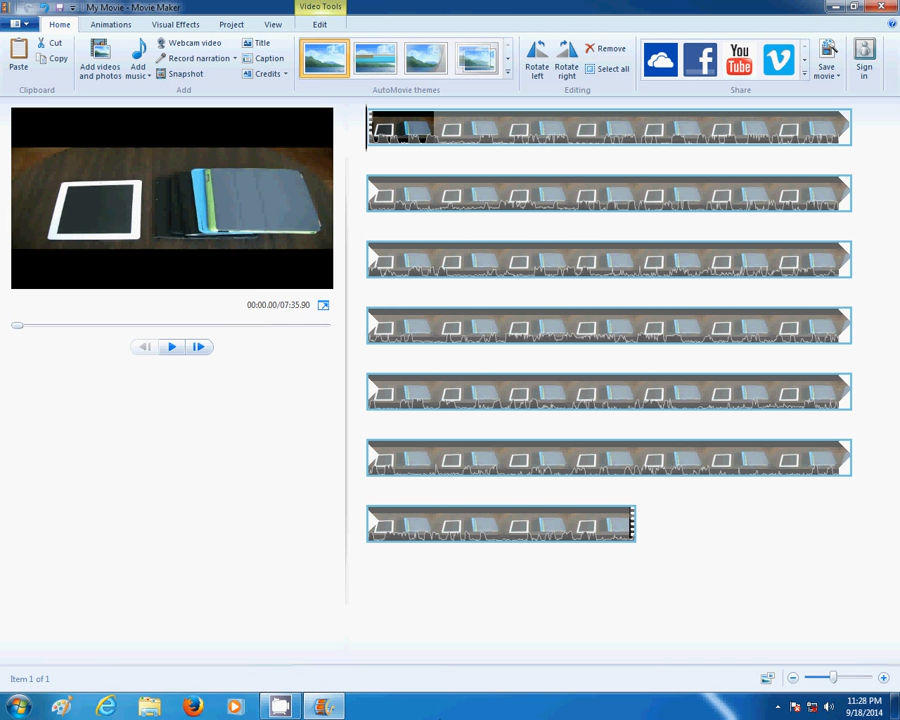 My Movie - Movie Maker
Video Tools
Home
Animations
Visual Effects
Project
View
Edit
Paste
Cut
Copy
Clipboard
Add videos
and photos
Add
music
Webcam video
Record narration
Snapshot
Title
Caption
Credits
Add
AutoMovie themes
Rotate
left
Rotate
right
Remove
Select all
Editing
You
Tube
Share
Save
movie
Sign
in
00:00.00/07:35.90
Item 1 of 1
11:28 PM
9/18/2014